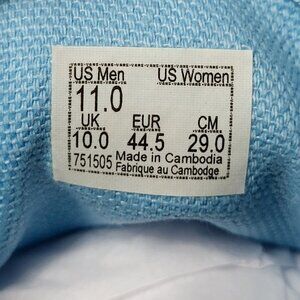 US Men US Women
11.0
UK EUR CM
10.0 44.5 29.0
751505 Made in Cambodia
Fabrique au Cambodge